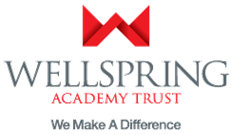 WELLSPRING
ACADEMY TRUST
We Make A Difference